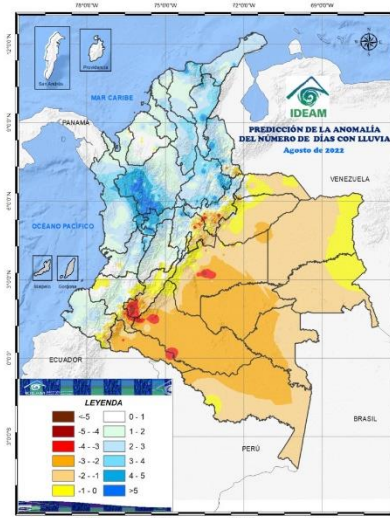 78°00'W
75°00'W
72°00'W
69°00'W
San Andrés
Providencia
MAR CARIBE
IDEAM
PANAMÁ
PREDICCIÓN DE LA ANOMALÍA
DEL NÚMERO DE DÍAS CON LLUVIA
Agosto de 2022
VENEZUELA
OCEANO PACÍFICO
Malpelo
Gorgona
ECUADOR
LEYENDA
<-5
0 - 1
-5 - -4
1 - 2
-4 - -3
2 - 3
-3 - -2
3 - 4
-2 - -1
4 - 5
-1 - 0
>5
BRASIL
PERÚ